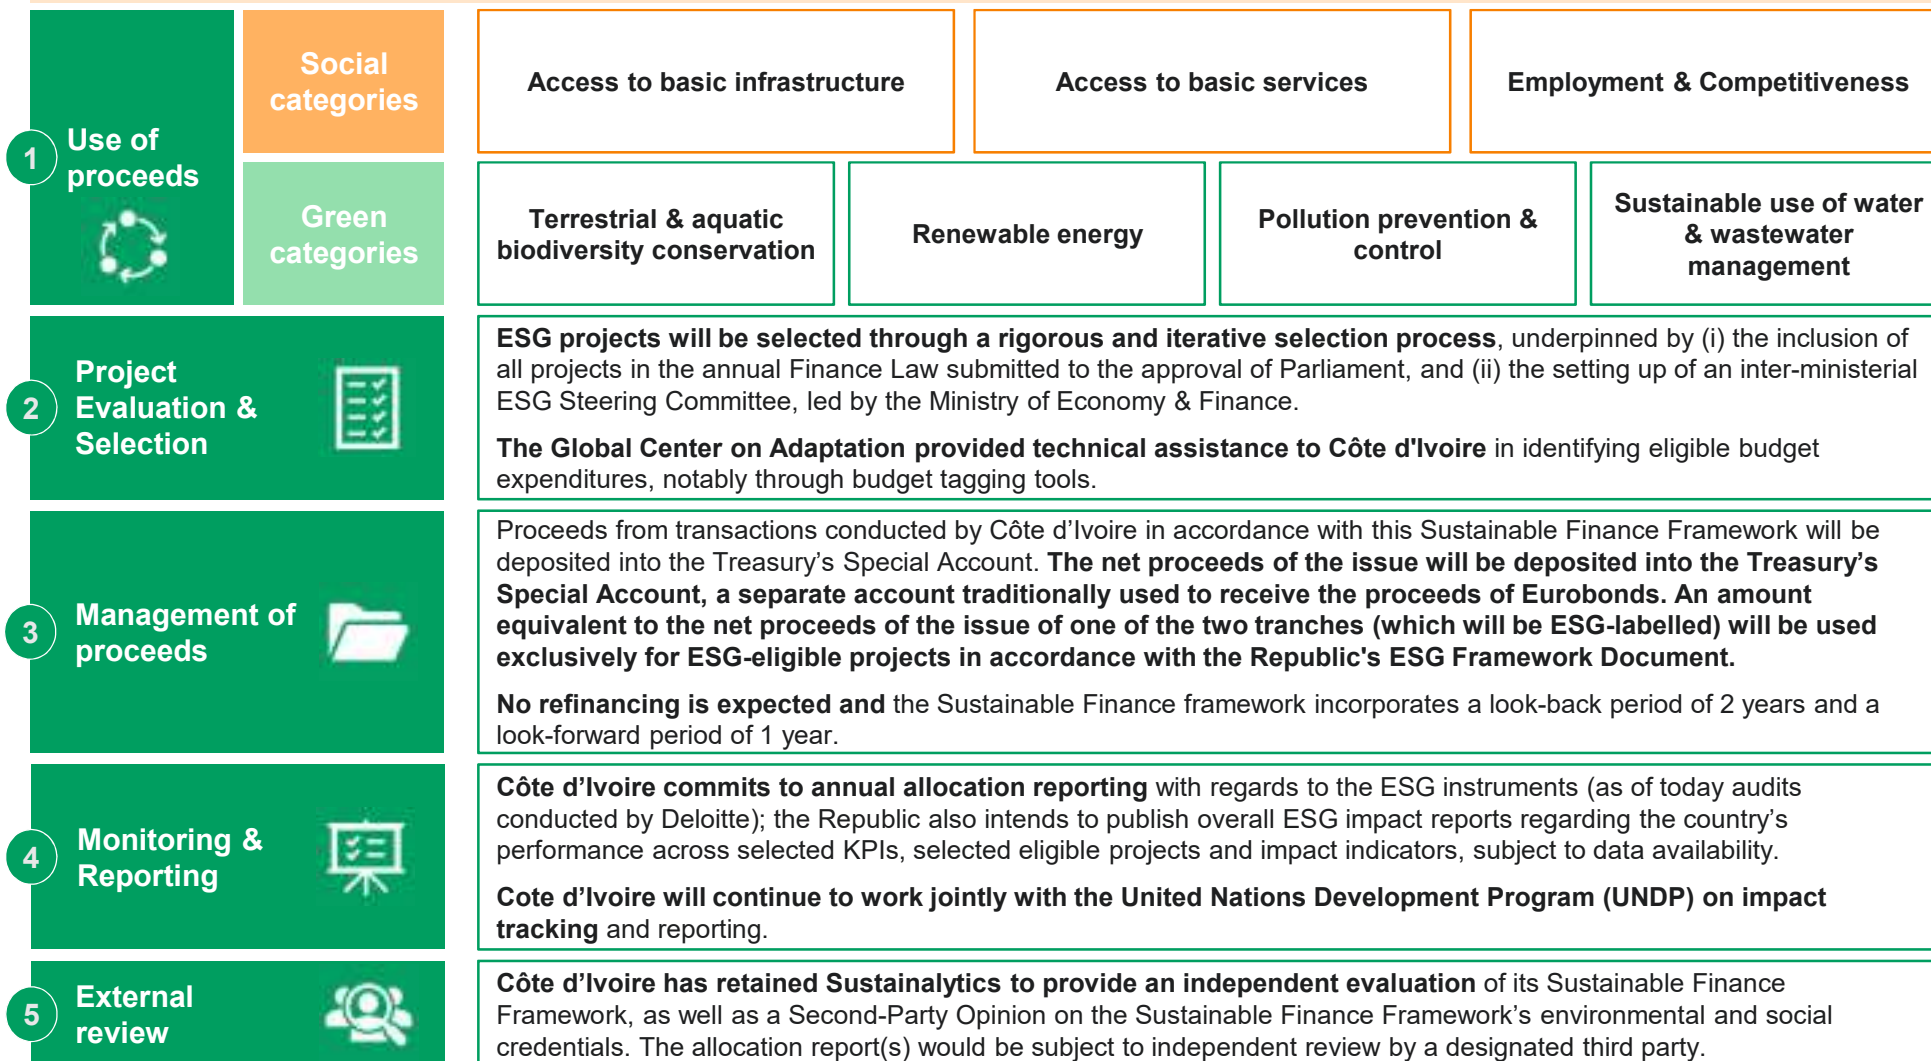 1
Use of
proceeds
Social
categories
Access to basic infrastructure
Access to basic services
Employment & Competitiveness
Green
categories
Terrestrial & aquatic
biodiversity conservation
Renewable energy
Pollution prevention &
control
Sustainable use of water
& wastewater
management
2
Project
Evaluation &
Selection
ESG projects will be selected through a rigorous and iterative selection process, underpinned by (i) the inclusion of
all projects in the annual Finance Law submitted to the approval of Parliament, and (ii) the setting up of an inter-ministerial
ESG Steering Committee, led by the Ministry of Economy & Finance.
The Global Center on Adaptation provided technical assistance to Côte d'Ivoire in identifying eligible budget
expenditures, notably through budget tagging tools.
3
Management of
proceeds
Proceeds from transactions conducted by Côte d’Ivoire in accordance with this Sustainable Finance Framework will be
deposited into the Treasury’s Special Account. The net proceeds of the issue will be deposited into the Treasury’s
Special Account, a separate account traditionally used to receive the proceeds of Eurobonds. An amount
equivalent to the net proceeds of the issue of one of the two tranches (which will be ESG-labelled) will be used
exclusively for ESG-eligible projects in accordance with the Republic's ESG Framework Document.
No refinancing is expected and the Sustainable Finance framework incorporates a look-back period of 2 years and a
look-forward period of 1 year.
4
Monitoring &
Reporting
Côte d’Ivoire commits to annual allocation reporting with regards to the ESG instruments (as of today audits
conducted by Deloitte); the Republic also intends to publish overall ESG impact reports regarding the country’s
performance across selected KPIs, selected eligible projects and impact indicators, subject to data availability.
Cote d’Ivoire will continue to work jointly with the United Nations Development Program (UNDP) on impact
tracking and reporting.
5
External
review
Côte d’Ivoire has retained Sustainalytics to provide an independent evaluation of its Sustainable Finance
Framework, as well as a Second-Party Opinion on the Sustainable Finance Framework’s environmental and social
credentials. The allocation report(s) would be subject to independent review by a designated third party.